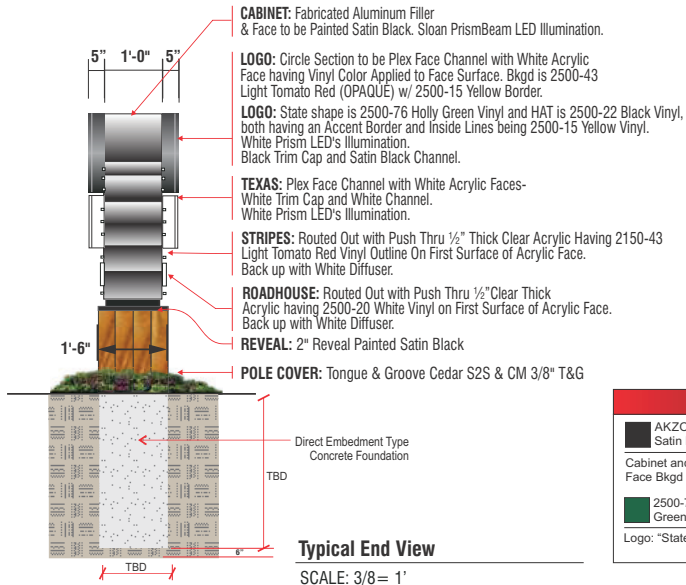 CABINET: Fabricated Aluminum Filler
& Face to be Painted Satin Black. Sloan PrismBeam LED Illumination.
5" 1'-0" 5"
LOGO: Circle Section to be Plex Face Channel with White Acrylic
Face having Vinyl Color Applied to Face Surface. Bkgd is 2500-43
Light Tomato Red (OPAQUE) w/ 2500-15 Yellow Border.
LOGO: State shape is 2500-76 Holly Green Vinyl and HAT is 2500-22 Black Vinyl,
both having an Accent Border and Inside Lines being 2500-15 Yellow Vinyl.
White Prism LED's Illumination.
Black Trim Cap and Satin Black Channel.
TEXAS: Plex Face Channel with White Acrylic Faces-
White Trim Cap and White Channel.
White Prism LED's Illumination.
STRIPES: Routed Out with Push Thru ½" Thick Clear Acrylic Having 2150-43
Light Tomato Red Vinyl Outline On First Surface of Acrylic Face.
Back up with White Diffuser.
ROADHOUSE: Routed Out with Push Thru ½"Clear Thick
Acrylic having 2500-20 White Vinyl on First Surface of Acrylic Face.
Back up with White Diffuser.
1'-6"
REVEAL: 2" Reveal Painted Satin Black
POLE COVER: Tongue & Groove Cedar S2S & CM 3/8" T&G
AKZO
Satin
Cabinet and
Face Bkgd
2500-7
Green
Logo: "State
Direct Embedment Type
Concrete Foundation
TBD
6"
TBD
Typical End View
SCALE: 3/8= 1'